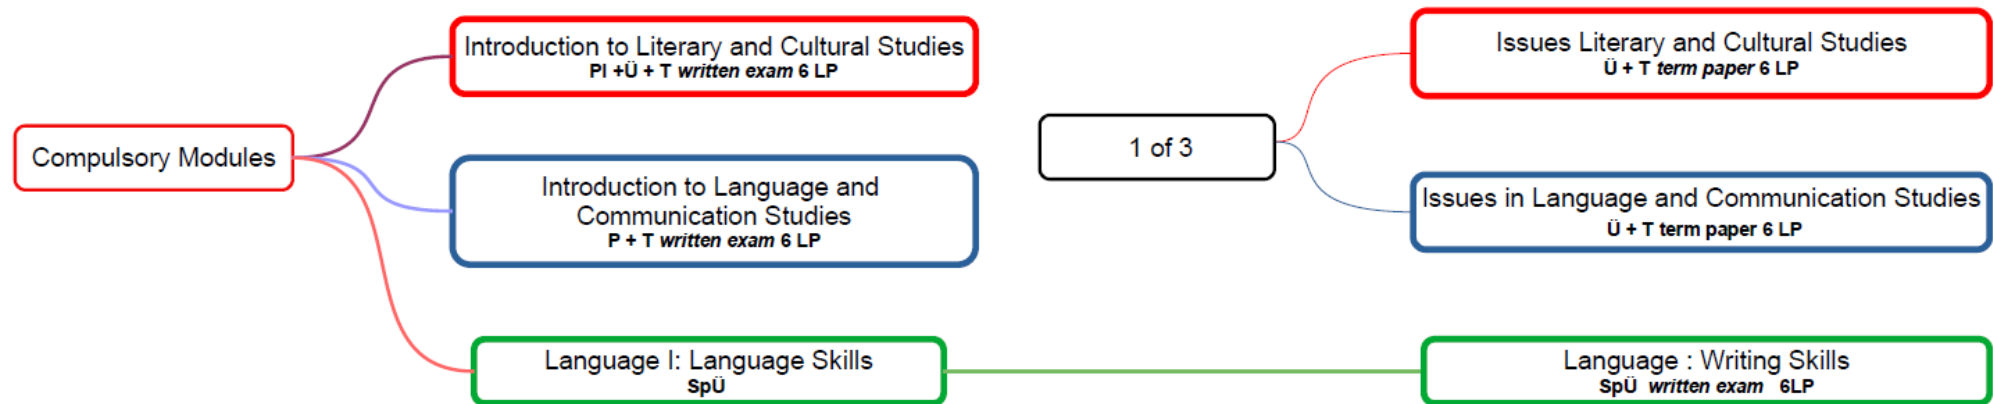 Compulsory Modules
Introduction to Literary and Cultural Studies
PI +Ü + T written exam 6 LP
Introduction to Language and
Communication Studies
P + T written exam 6 LP
Language I: Language Skills
SpÜ
1 of 3
Issues Literary and Cultural Studies
Ü + T term paper 6 LP
Issues in Language and Communication Studies
Ü + T term paper 6 LP
Language : Writing Skills
SpÜ written exam 6LP